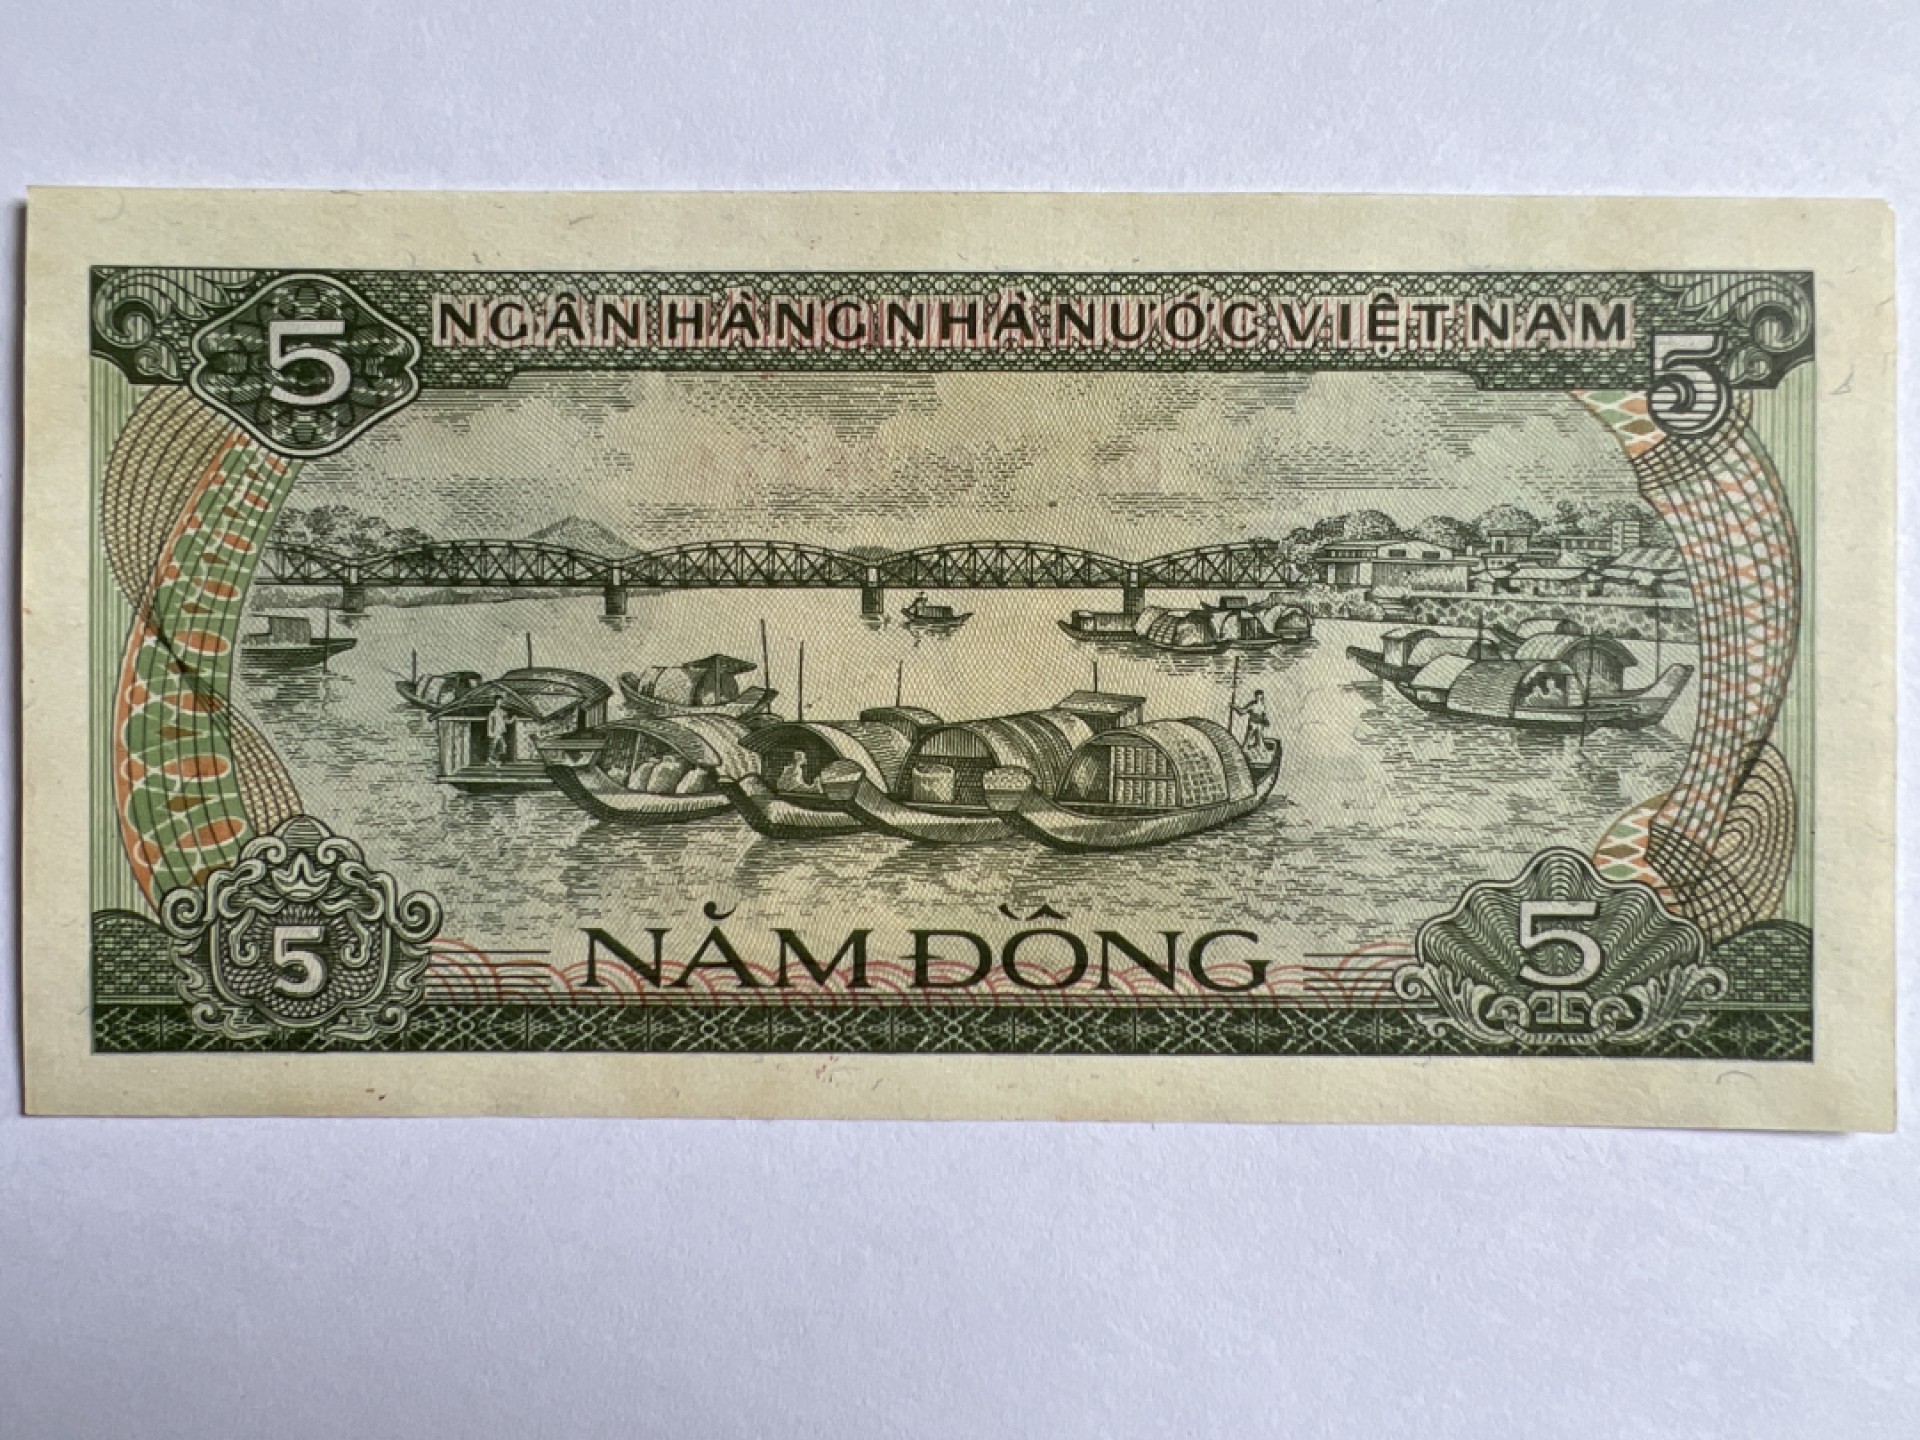 5 NGÂN HÀNG NHÀ NƯỚC VIỆT NAM 5
5 NĂM ĐỒNG 5